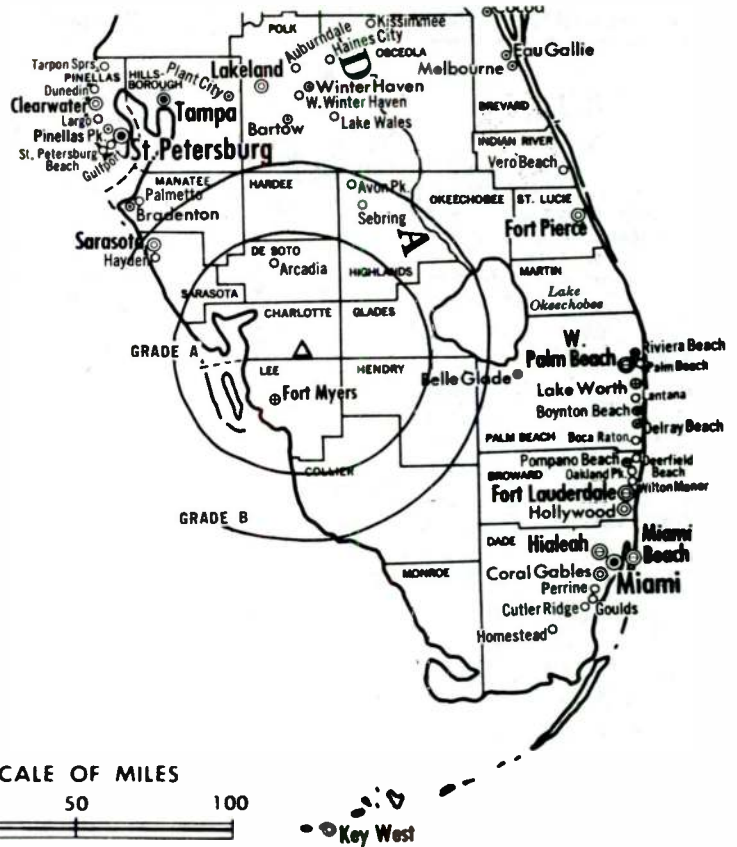 Cocoa
Kissimmee
POLK
Auburndale
Haines City
OSCEOLA
D
Eau Gallie
Melbourne
Tarpon Sprs.
PINELLAS
HILLS-
BOROUGH
Plant City
Lakeland
Dunedin
Winter Haven
Clearwater
W. Winter Haven
BREVARD
Largo
Tampa
Bartow
Lake Wales
Pinellas Pk.
St. Petersburg
INDIAN RIVER
St. Petersburg
Beach
Gulfport
Vero Beach
MANATEE
HARDEE
Avon Pk.
Palmetto
OKEECHOBEE
ST. LUCIE
Sebring
Bradenton
Fort Pierce
Sarasota
A
Hayden
DE SOTO
Arcadia
HIGHLANDS
MARTIN
SARASOTA
Lake
Okeechobee
CHARLOTTE
GLADES
GRADE A
W.
Palm Beach
Riviera Beach
Palm Beach
LEE
HENDRY
Belle Glade
Fort Myers
Lake Worth
Lantana
Boynton Beach
Delray Beach
PALM BEACH
Boca Raton
COLLIER
Pompano Beach
Deerfield
Beach
BROWARD
Oakland Pk.
Wilton Manor
Fort Lauderdale
Hollywood
GRADE B
DADE
Hialeah
Miami
Beach
MONROE
Coral Gables
Miami
Perrine
Cutler Ridge
Goulds
Homestead
CALE OF MILES
50
100
Key West